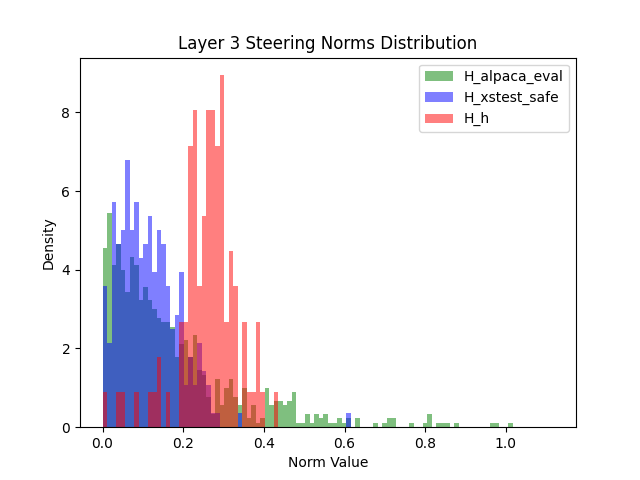 Layer 3 Steering Norms Distribution
H_alpaca_eval
H_xstest_safe
H_h
Density
8
6
4
2
0
0.0 0.2 0.4 0.6 0.8 1.0
Norm Value